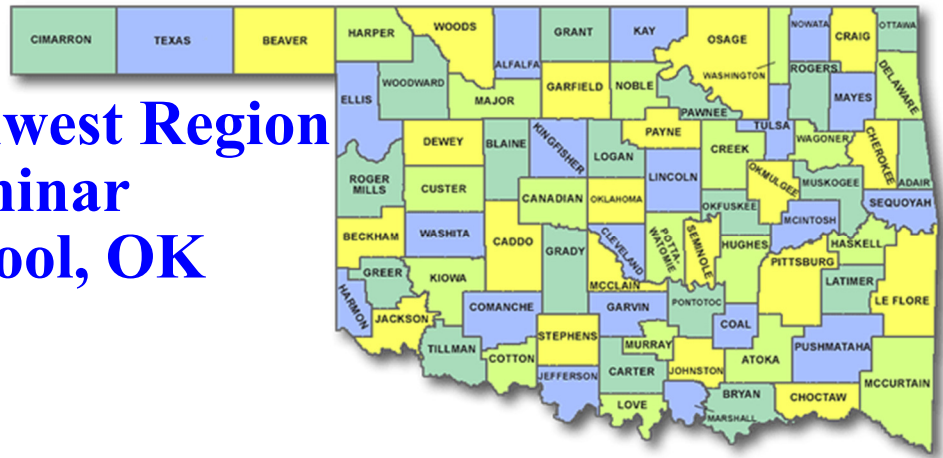 CIMARRON
TEXAS
BEAVER
HARPER
WOODS
ALFALFA
GRANT
KAY
OSAGE
WASHINGTON
NOWATA
CRAIG
OTTAWA
ELLIS
WOODWARD
MAJOR
GARFIELD
NOBLE
PAWNEE
ROGERS
MAYES
DELAWARE
west Region
inar
ool, OK
DEWEY
BLAINE
KINGFISHER
LOGAN
PAYNE
CREEK
TULSA
WAGONER
CHEROKEE
ADAIR
ROGER
MILLS
CUSTER
CANADIAN
OKLAHOMA
LINCOLN
OKFUSKEE
OKMULGEE
MUSKOGEE
SEQUOYAH
BECKHAM
WASHITA
CADDO
GRADY
CLEVELAND
POTTA-
WATOMIE
SEMINOLE
HUGHES
MCINTOSH
HASKELL
PITTSBURG
GREER
KIOWA
MCCLAIN
LATIMER
LE FLORE
HARMON
JACKSON
COMANCHE
GARVIN
PONTOTOC
COAL
PUSHMATAHA
TILLMAN
COTTON
STEPHENS
MURRAY
JOHNSTON
ATOKA
MCCURTAIN
JEFFERSON
CARTER
LOVE
MARSHALL
BRYAN
CHOCTAW